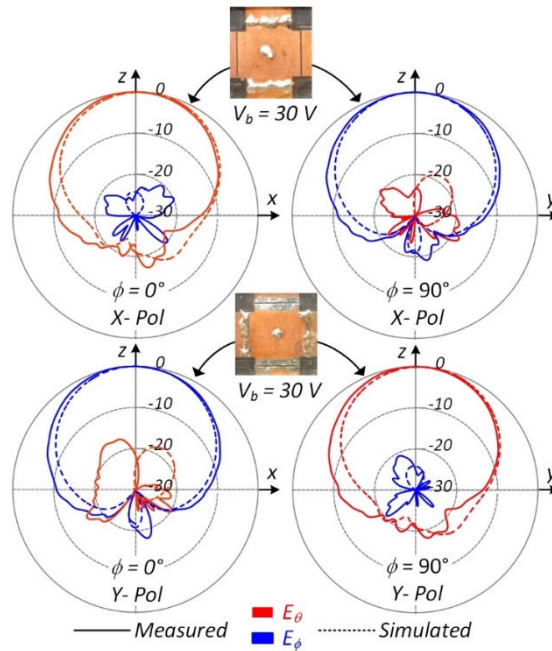 z
0
-10
-20
-30
x
V_b = 30 V
z
0
-10
-20
-30
y
ϕ = 0°
X- Pol
ϕ = 90°
X- Pol
z
0
-10
-20
-30
x
V_b = 30 V
z
0
-10
-20
-30
y
ϕ = 0°
Y- Pol
ϕ = 90°
Y- Pol
Measured
E_θ
E_ϕ
Simulated